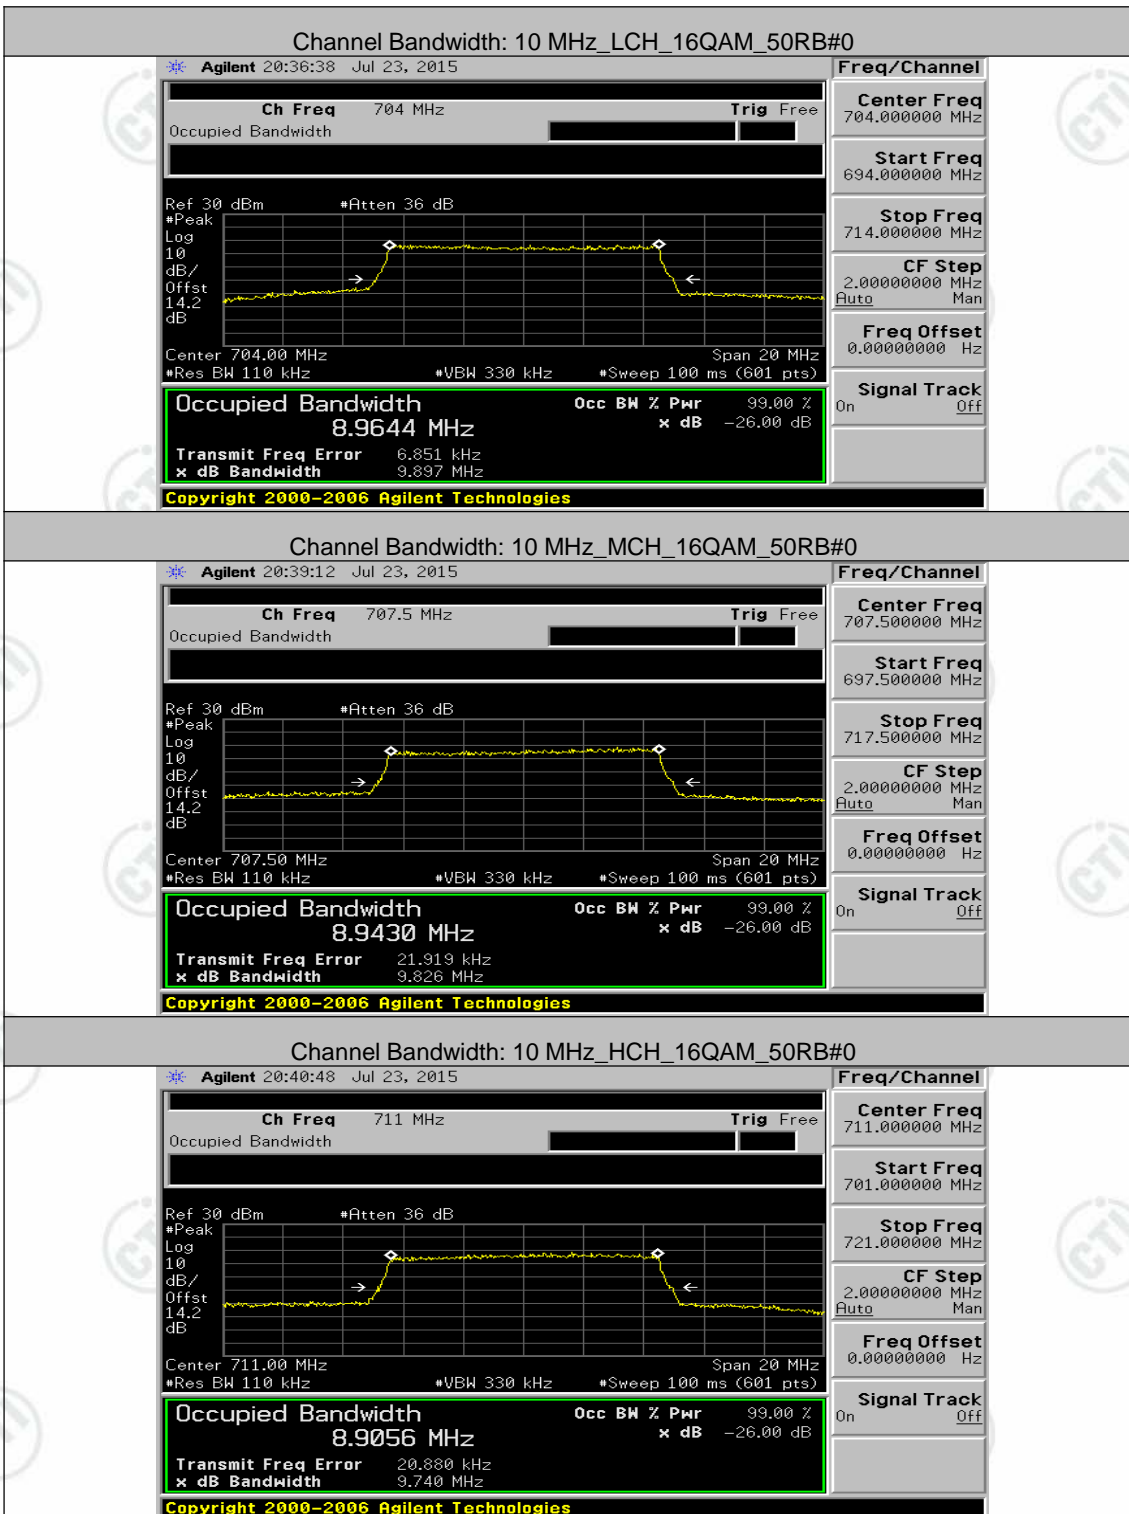 Channel Bandwidth: 10 MHz_LCH_16QAM_50RB#0
Agilent 20:36:38 Jul 23, 2015
Freq/Channel
Ch Freq 704 MHz Trig Free
Occupied Bandwidth
Center Freq
704.000000 MHz
Start Freq
694.000000 MHz
Stop Freq
714.000000 MHz
CF Step
2.00000000 MHz
Auto Man
Freq Offset
0.00000000 Hz
Signal Track
On Off
Ref 30 dBm #Atten 36 dB
#Peak
Log
10
dB/
Offst
14.2
dB
Center 704.00 MHz Span 20 MHz
#Res BW 110 kHz #VBW 330 kHz #Sweep 100 ms (601 pts)
Occupied Bandwidth Occ BW % Pwr 99.00 %
8.9644 MHz x dB -26.00 dB
Transmit Freq Error 6.851 kHz
x dB Bandwidth 9.897 MHz
Copyright 2000-2006 Agilent Technologies
Channel Bandwidth: 10 MHz_MCH_16QAM_50RB#0
Agilent 20:39:12 Jul 23, 2015
Freq/Channel
Ch Freq 707.5 MHz Trig Free
Occupied Bandwidth
Center Freq
707.500000 MHz
Start Freq
697.500000 MHz
Stop Freq
717.500000 MHz
CF Step
2.00000000 MHz
Auto Man
Freq Offset
0.00000000 Hz
Signal Track
On Off
Ref 30 dBm #Atten 36 dB
#Peak
Log
10
dB/
Offst
14.2
dB
Center 707.50 MHz Span 20 MHz
#Res BW 110 kHz #VBW 330 kHz #Sweep 100 ms (601 pts)
Occupied Bandwidth Occ BW % Pwr 99.00 %
8.9430 MHz x dB -26.00 dB
Transmit Freq Error 21.919 kHz
x dB Bandwidth 9.826 MHz
Copyright 2000-2006 Agilent Technologies
Channel Bandwidth: 10 MHz_HCH_16QAM_50RB#0
Agilent 20:40:48 Jul 23, 2015
Freq/Channel
Ch Freq 711 MHz Trig Free
Occupied Bandwidth
Center Freq
711.000000 MHz
Start Freq
701.000000 MHz
Stop Freq
721.000000 MHz
CF Step
2.00000000 MHz
Auto Man
Freq Offset
0.00000000 Hz
Signal Track
On Off
Ref 30 dBm #Atten 36 dB
#Peak
Log
10
dB/
Offst
14.2
dB
Center 711.00 MHz Span 20 MHz
#Res BW 110 kHz #VBW 330 kHz #Sweep 100 ms (601 pts)
Occupied Bandwidth Occ BW % Pwr 99.00 %
8.9056 MHz x dB -26.00 dB
Transmit Freq Error 20.880 kHz
x dB Bandwidth 9.740 MHz
Copyright 2000-2006 Agilent Technologies